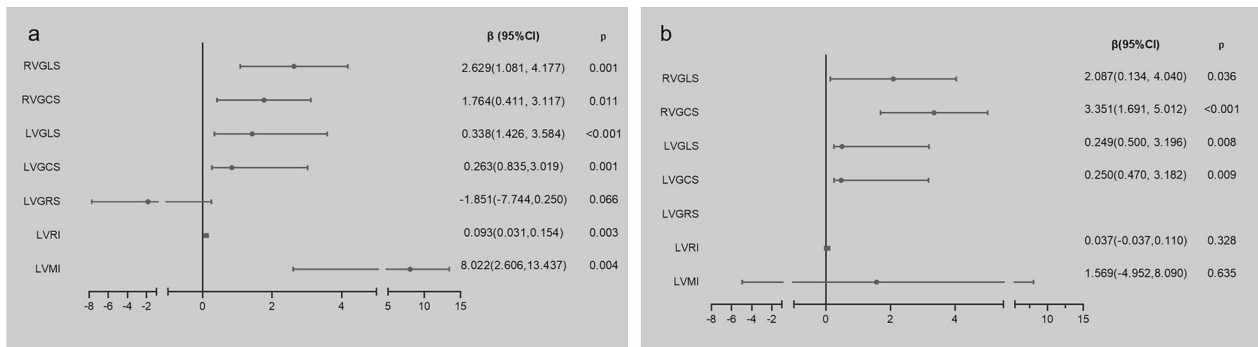 a
β (95%CI) p
RVGLS 2.629(1.081, 4.177) 0.001
RVGCS 1.764(0.411, 3.117) 0.011
LVGLS 0.338(1.426, 3.584) <0.001
LVGCS 0.263(0.835,3.019) 0.001
LVGRS -1.851(-7.744,0.250) 0.066
LVRI 0.093(0.031,0.154) 0.003
LVMI 8.022(2.606,13.437) 0.004
-8 -6 -4 -2 0 2 4 5 10 15
b
β(95%CI) p
RVGLS 2.087(0.134, 4.040) 0.036
RVGCS 3.351(1.691, 5.012) <0.001
LVGLS 0.249(0.500, 3.196) 0.008
LVGCS 0.250(0.470, 3.182) 0.009
LVGRS
LVRI 0.037(-0.037,0.110) 0.328
LVMI 1.569(-4.952,8.090) 0.635
-8 -6 -4 -2 0 2 4 10 15